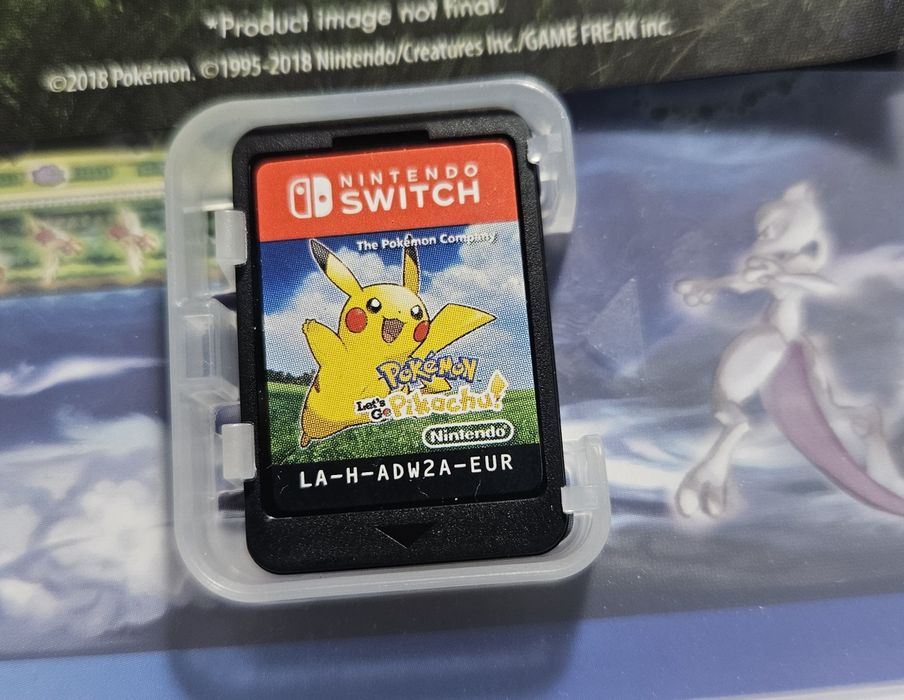 *Product image not final.
©2018 Pokémon. ©1995-2018 Nintendo/Creatures Inc./GAME FREAK inc.
NINTENDO
SWITCH
The Pokémon Company
POKéMON
Let's
Go
Pikachu!
Nintendo
LA-H-ADW2A-EUR